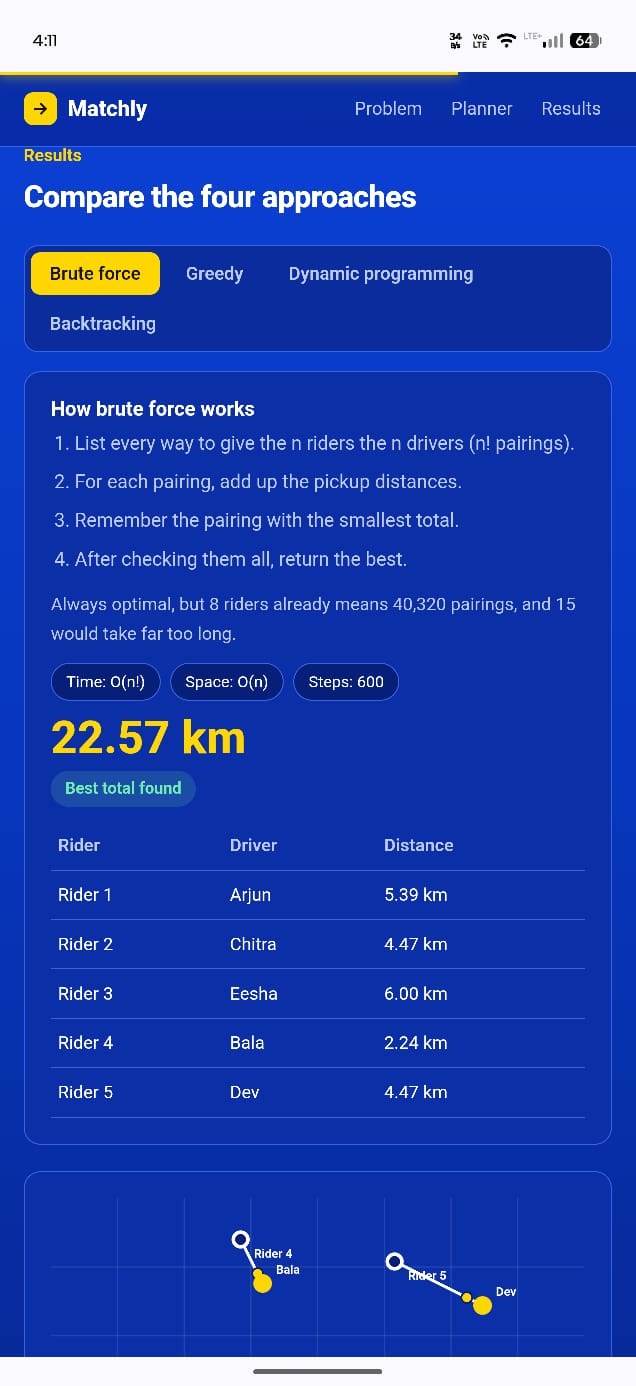 4:11
34 B/s
Vo LTE
LTE+
64
Matchly
Problem Planner Results
Results
Compare the four approaches
Brute force Greedy Dynamic programming
Backtracking
How brute force works
1. List every way to give the n riders the n drivers (n! pairings).
2. For each pairing, add up the pickup distances.
3. Remember the pairing with the smallest total.
4. After checking them all, return the best.
Always optimal, but 8 riders already means 40,320 pairings, and 15
would take far too long.
Time: O(n!) Space: O(n) Steps: 600
22.57 km
Best total found
Rider Driver Distance
Rider 1 Arjun 5.39 km
Rider 2 Chitra 4.47 km
Rider 3 Eesha 6.00 km
Rider 4 Bala 2.24 km
Rider 5 Dev 4.47 km
Rider 4
Bala
Rider 5
Dev